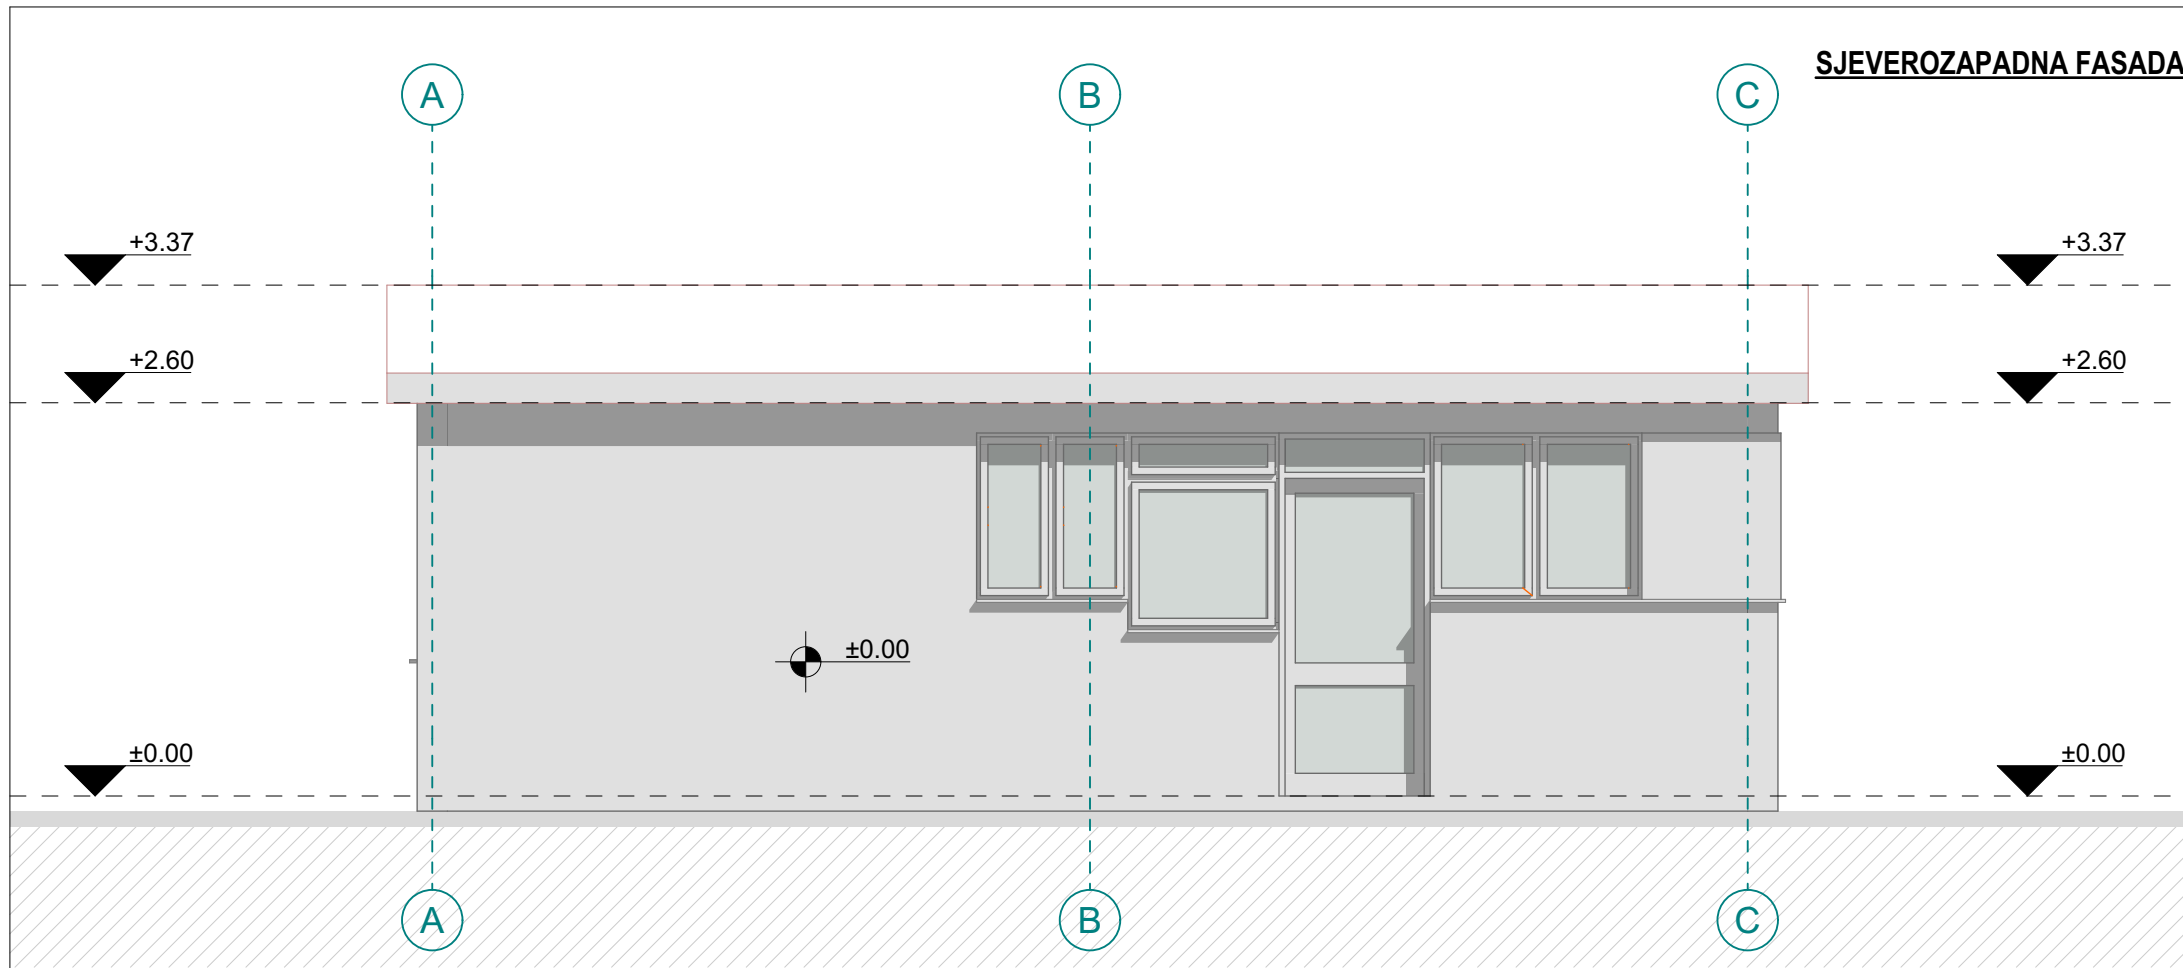 SJEVEROZAPADNA FASADA
A B C
+3.37 +3.37
+2.60 +2.60
±0.00
±0.00 ±0.00
A B C